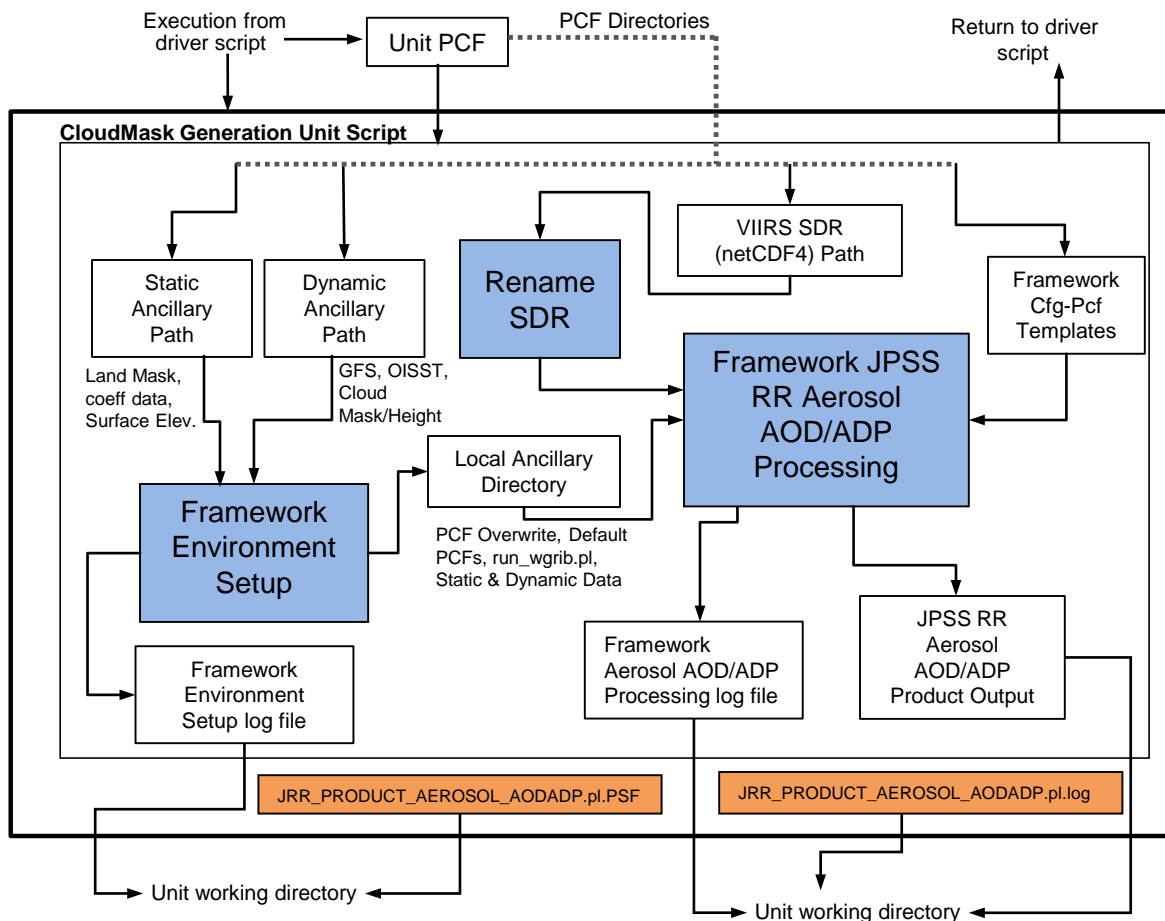 Execution from
driver script
Unit PCF
PCF Directories
Return to driver
script
CloudMask Generation Unit Script
Static
Ancillary
Path
Dynamic
Ancillary
Path
Rename
SDR
VIIRS SDR
(netCDF4) Path
Framework
Cfg-Pcf
Templates
Land Mask,
coeff data,
Surface Elev.
GFS, OISST,
Cloud
Mask/Height
Framework JPSS
RR Aerosol
AOD/ADP
Processing
Local Ancillary
Directory
Framework
Environment
Setup
PCF Overwrite, Default
PCFs, run_wgrib.pl,
Static & Dynamic Data
Framework
Environment
Setup log file
Framework
Aerosol AOD/ADP
Processing log file
JPSS RR
Aerosol
AOD/ADP
Product Output
JRR_PRODUCT_AEROSOL_AODADP.pl.PSF
JRR_PRODUCT_AEROSOL_AODADP.pl.log
Unit working directory
Unit working directory